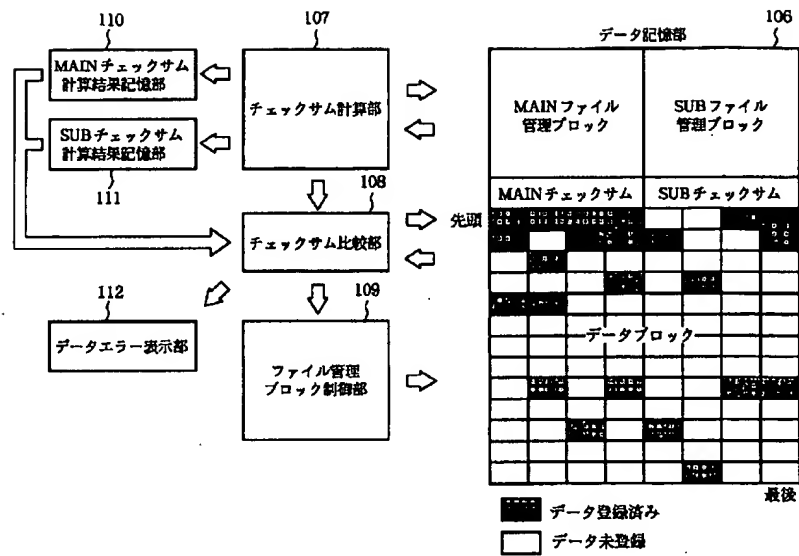 110
MAINチェックサム
計算結果記憶部
SUBチェックサム
計算結果記憶部
111
107
チェックサム計算部
108
チェックサム比較部
112
データエラー表示部
109
ファイル管理
ブロック制御部
106
データ記憶部
MAINファイル
管理ブロック
SUBファイル
管理ブロック
MAINチェックサム
SUBチェックサム
先頭
データブロック
最後
データ登録済み
データ未登録